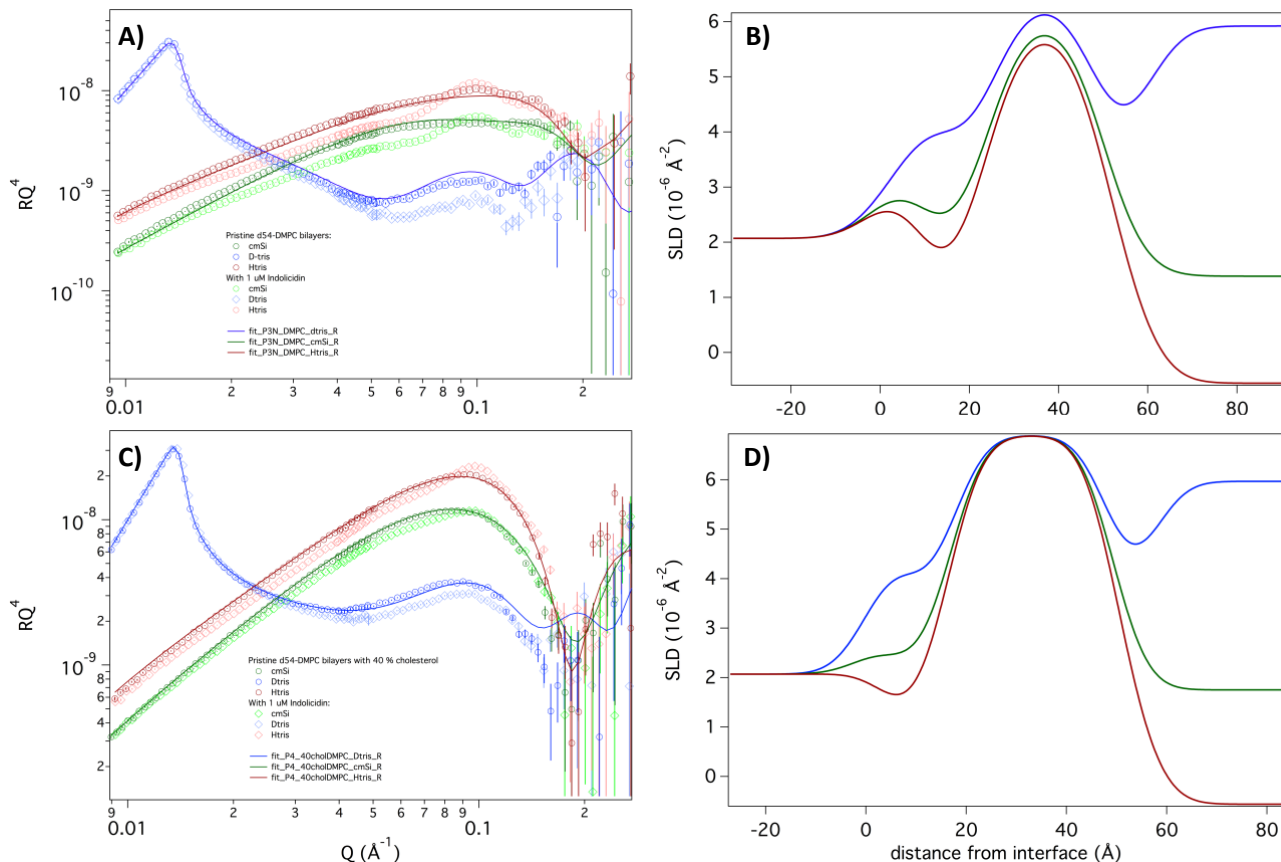 A)
RQ⁴
10⁻⁸
10⁻⁹
10⁻¹⁰
Pristine d54-DMPC bilayers:
cmSi
D-tris
Htris
With 1 uM Indolicidin
cmSi
Dtris
Htris
fit_P3N_DMPC_dtris_R
fit_P3N_DMPC_cmSi_R
fit_P3N_DMPC_Htris_R
9 2 3 4 5 6 7 8 9 2
0.01 0.1
B)
SLD (10⁻⁶ Å⁻²)
6
5
4
3
2
1
0
-20 0 20 40 60 80
C)
RQ⁴
2
10⁻⁸
8
6
4
2
10⁻⁹
8
6
4
2
Pristine d54-DMPC bilayers with 40 % cholesterol
cmSi
Dtris
Htris
With 1 uM Indolicidin:
cmSi
Dtris
Htris
fit_P4_40cholDMPC_Dtris_R
fit_P4_40cholDMPC_cmSi_R
fit_P4_40cholDMPC_Htris_R
9 2 3 4 5 6 7 8 9 2
0.01 0.1
Q (Å⁻¹)
D)
SLD (10⁻⁶ Å⁻²)
6
5
4
3
2
1
0
-20 0 20 40 60 80
distance from interface (Å)